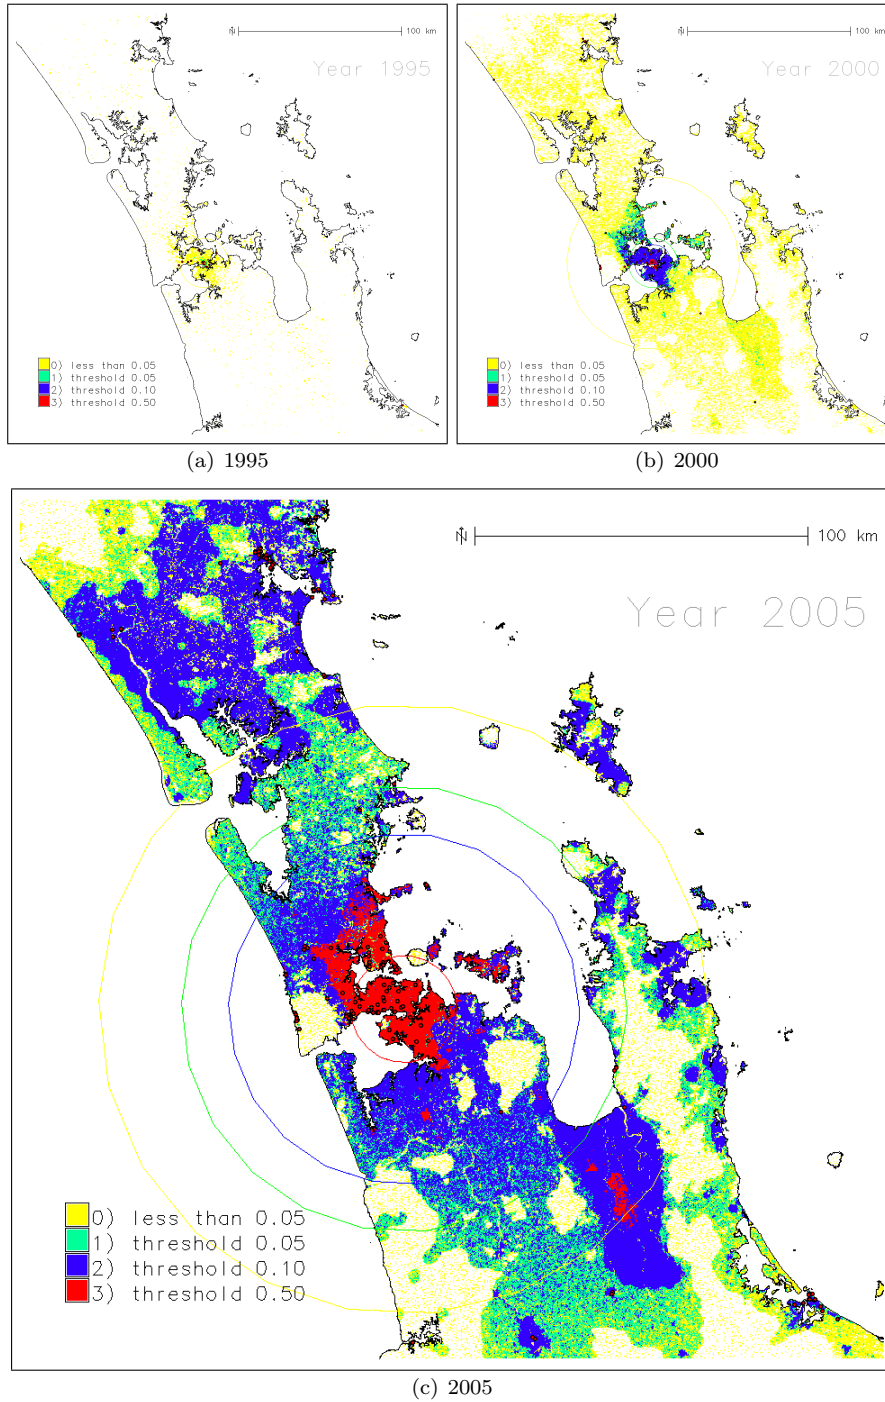 N 100 km
Year 1995
0) less than 0.05
1) threshold 0.05
2) threshold 0.10
3) threshold 0.50
(a) 1995
N 100 km
Year 2000
0) less than 0.05
1) threshold 0.05
2) threshold 0.10
3) threshold 0.50
(b) 2000
N 100 km
Year 2005
0) less than 0.05
1) threshold 0.05
2) threshold 0.10
3) threshold 0.50
(c) 2005